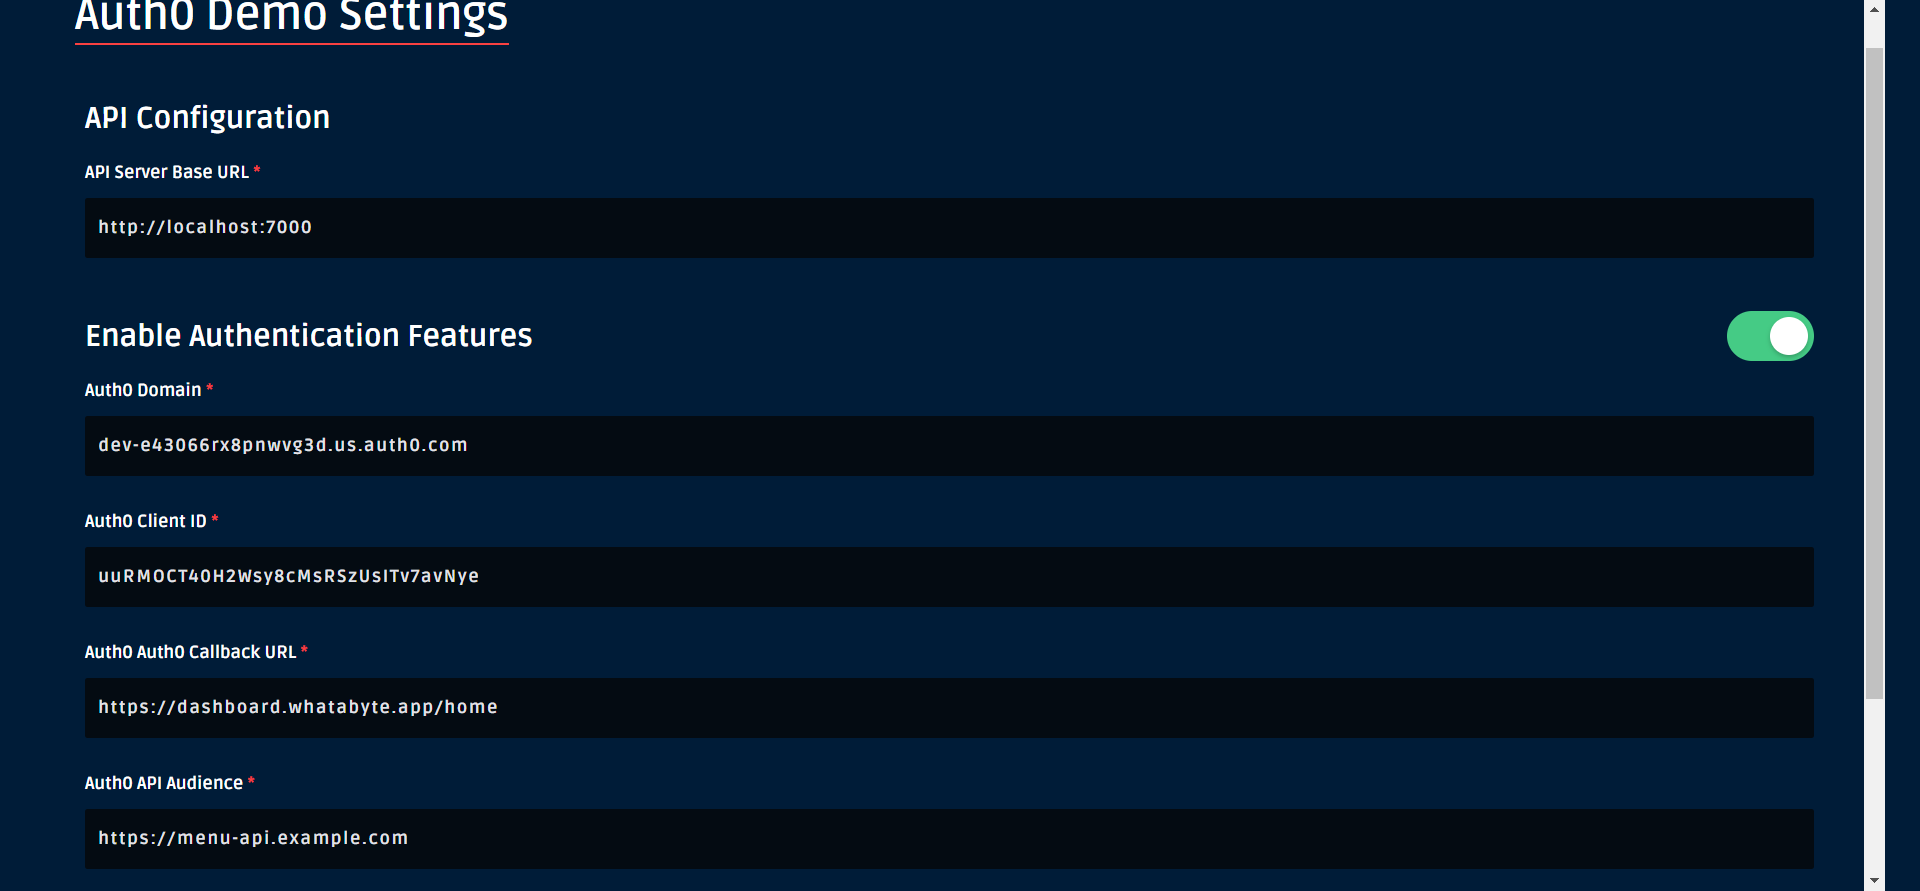 Auth0 Demo Settings
API Configuration
API Server Base URL *
http://localhost:7000
Enable Authentication Features
Auth0 Domain *
dev-e43066rx8pnwvg3d.us.auth0.com
Auth0 Client ID *
uuRMOCT40H2Wsy8cMsRSzUsITv7avNye
Auth0 Auth0 Callback URL *
https://dashboard.whatabyte.app/home
Auth0 API Audience *
https://menu-api.example.com